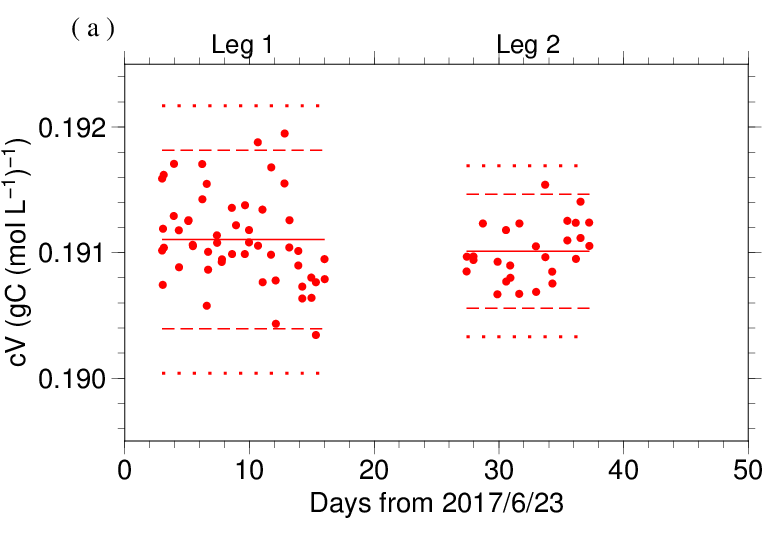 ( a )
Leg 1 Leg 2
0.192
0.191
0.190
cV (gC (mol L⁻¹)⁻¹)
0 10 20 30 40 50
Days from 2017/6/23